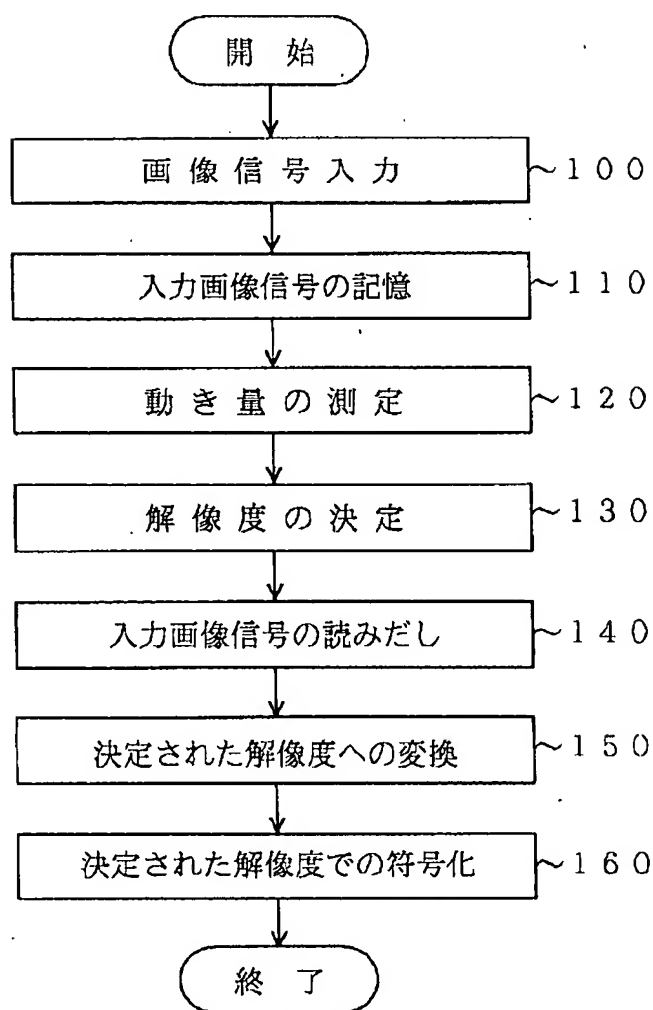 開 始
画 像 信 号 入 力 ～１００
入力画像信号の記憶 ～１１０
動 き 量 の 測 定 ～１２０
解 像 度 の 決 定 ～１３０
入力画像信号の読みだし ～１４０
決定された解像度への変換 ～１５０
決定された解像度での符号化 ～１６０
終 了